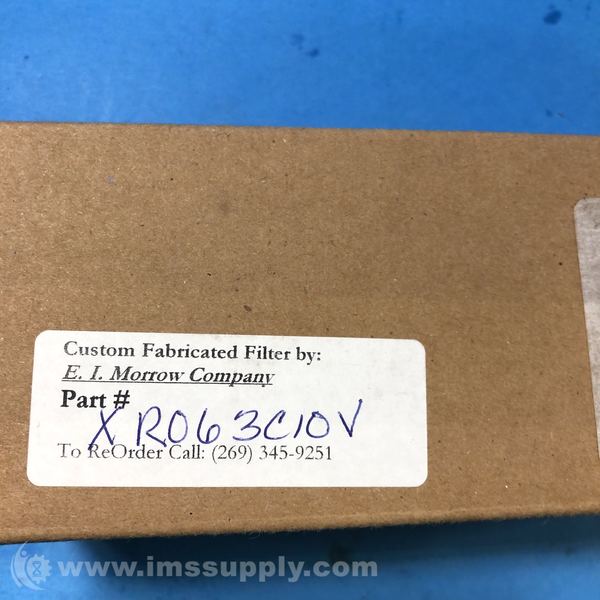 Custom Fabricated Filter by:
E. I. Morrow Company
Part #
XR063C10V
To ReOrder Call: (269) 345-9251
www.imssupply.com